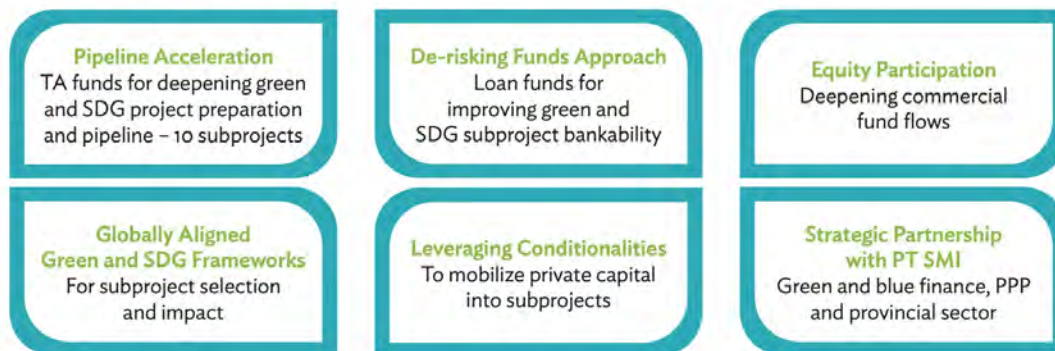 Pipeline Acceleration
TA funds for deepening green
and SDG project preparation
and pipeline – 10 subprojects
De-risking Funds Approach
Loan funds for
improving green and
SDG subproject bankability
Equity Participation
Deepening commercial
fund flows
Globally Aligned
Green and SDG Frameworks
For subproject selection
and impact
Leveraging Conditionalities
To mobilize private capital
into subprojects
Strategic Partnership
with PT SMI
Green and blue finance, PPP
and provincial sector